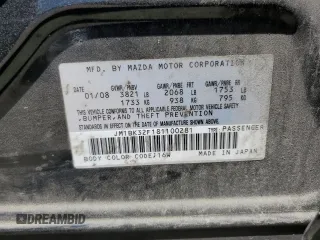 MFD. BY MAZDA MOTOR CORPORATION
DATE GVWR/PNBV GAWR/PNBE FRT/AV GAWR/PNBE RR/AR
01/08 3821 LB 2068 LB 1753 LB
1733 KG 938 KG 795 KG
THIS VEHICLE CONFORMS TO ALL APPLICABLE FEDERAL MOTOR VEHICLE SAFETY,
BUMPER, AND THEFT PREVENTION STANDARDS IN EFFECT
ON THE DATE OF MANUFACTURE SHOWN ABOVE.
JM1BK32F181100281 TYPE: PASSENGER
BODY COLOR CODE: 16W MADE IN JAPAN
AUTOBIDMASTER